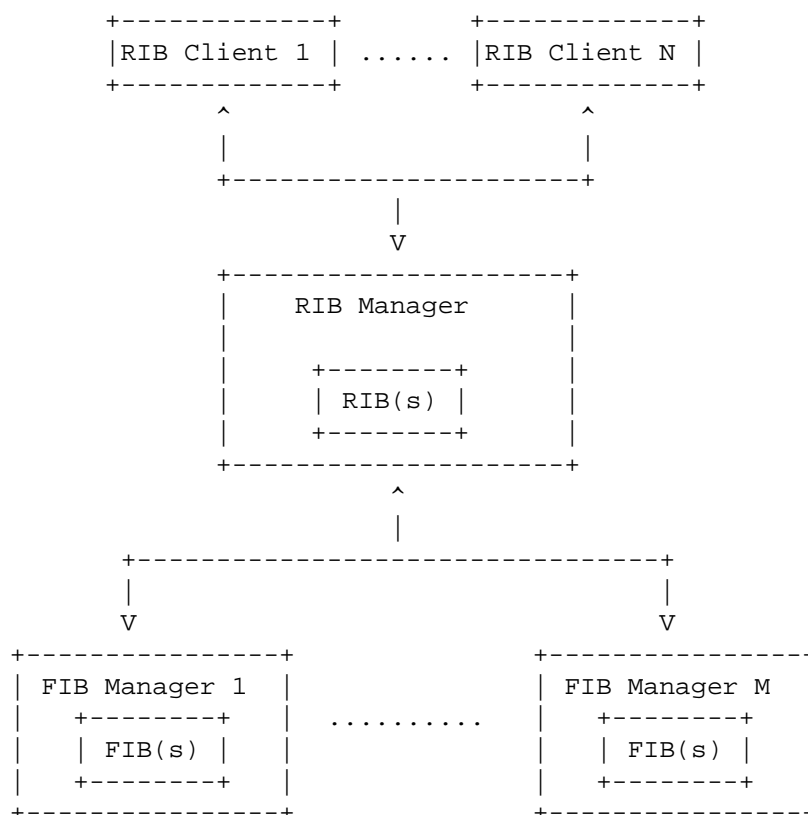 RIB Client 1 ...... RIB Client N
RIB Manager
RIB(s)
FIB Manager 1 FIB Manager M
..........
FIB(s) FIB(s)